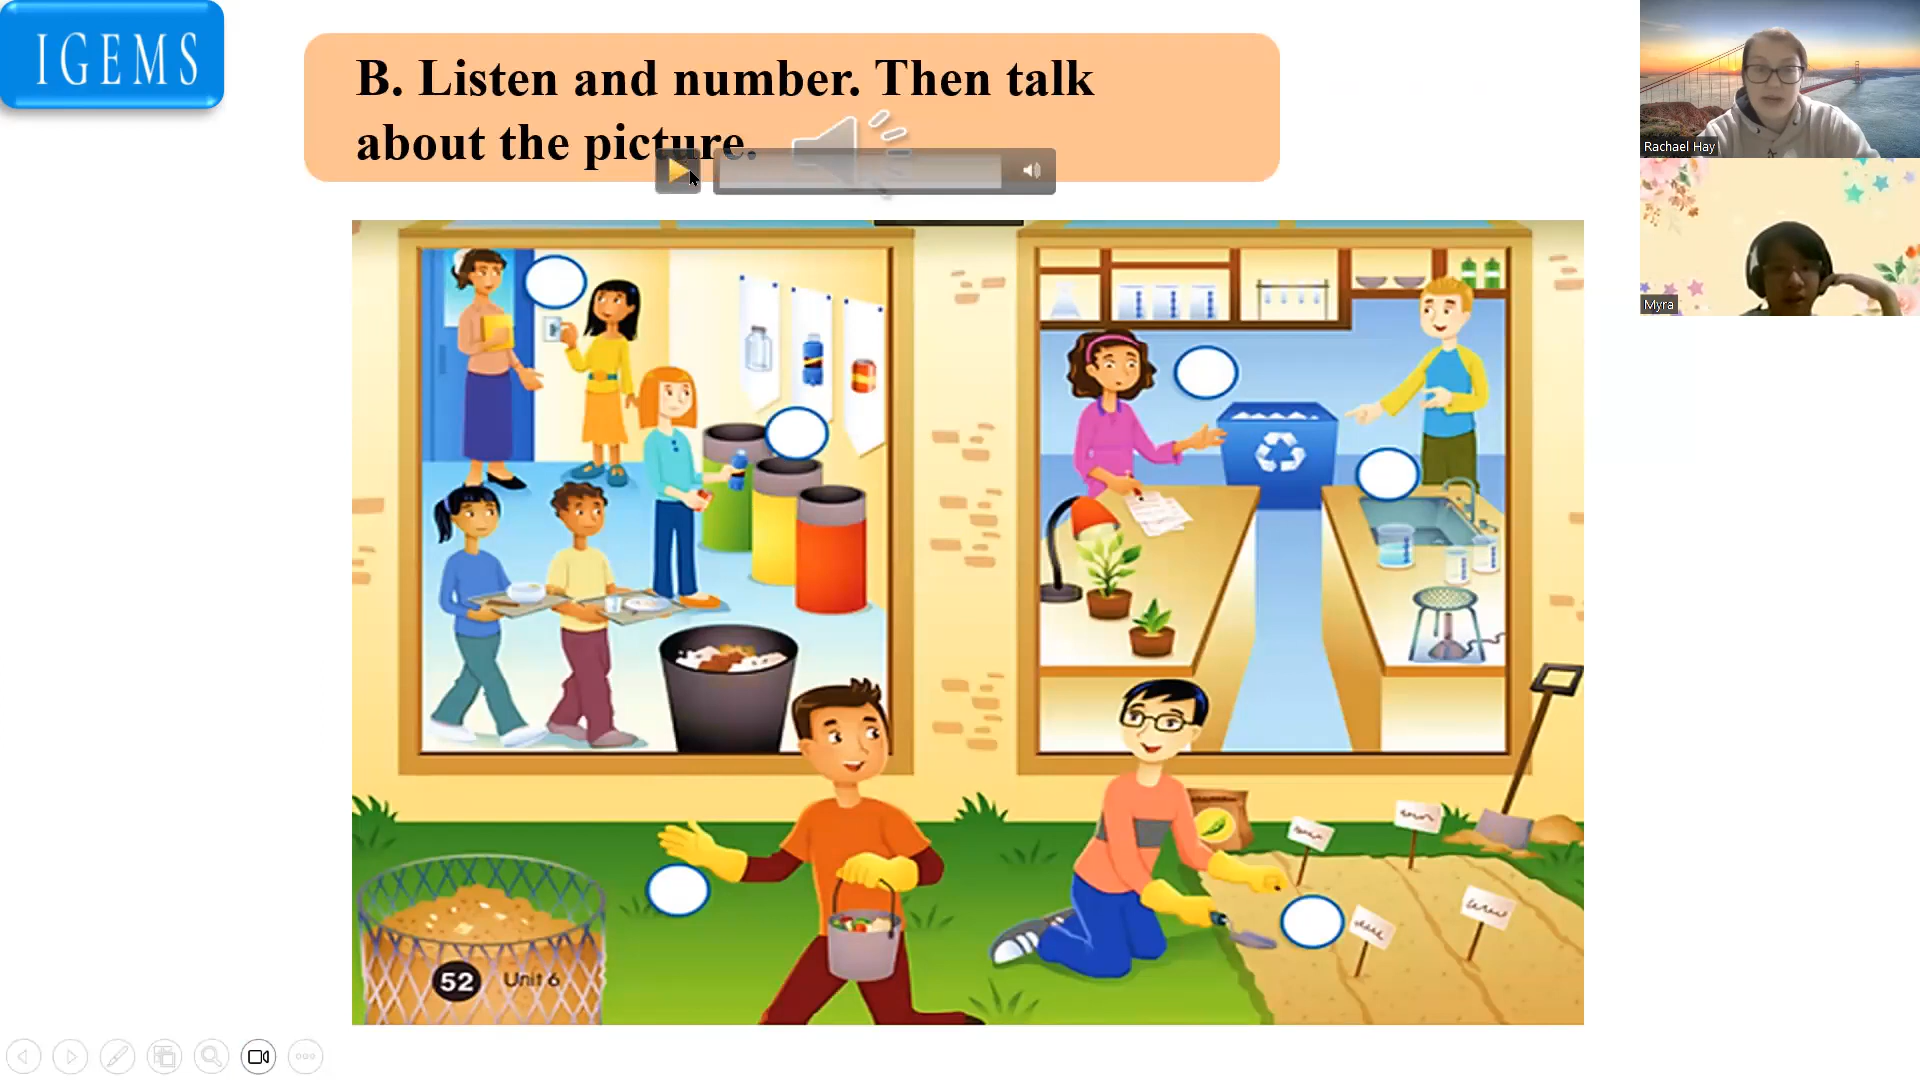 IGEMS
B. Listen and number. Then talk
about the picture.
Rachael Hay
Myra
52 Unit 6